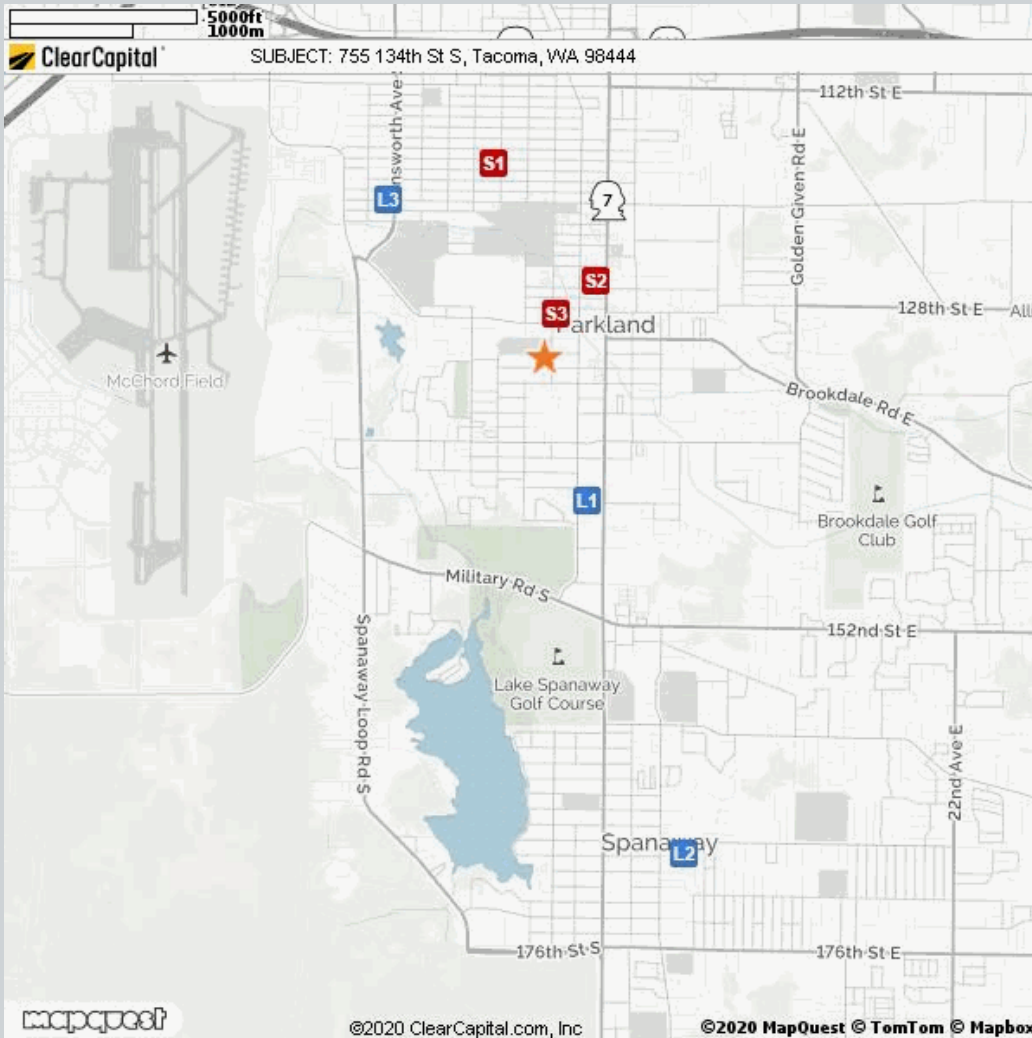 5000ft
1000m
ClearCapital
SUBJECT: 755 134th St S, Tacoma, WA 98444
112th St E
nsworth Ave
S1
L3
7
Golden Given Rd E
S2
128th St E
S3
Parkland
McChord Field
Brookdale Rd E
L1
Brookdale Golf
Club
Military Rd S
152nd St E
Spanaway Loop Rd S
Lake Spanaway
Golf Course
22nd Ave E
Spanaway
L2
176th St S
176th St E
mapquest
©2020 ClearCapital.com, Inc
©2020 MapQuest © TomTom © Mapbox